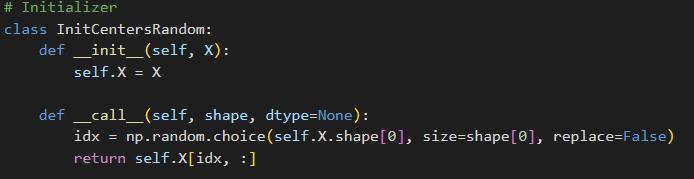 # Initializer
class InitCentersRandom:
    def __init__(self, X):
        self.X = X

    def __call__(self, shape, dtype=None):
        idx = np.random.choice(self.X.shape[0], size=shape[0], replace=False)
        return self.X[idx, :]